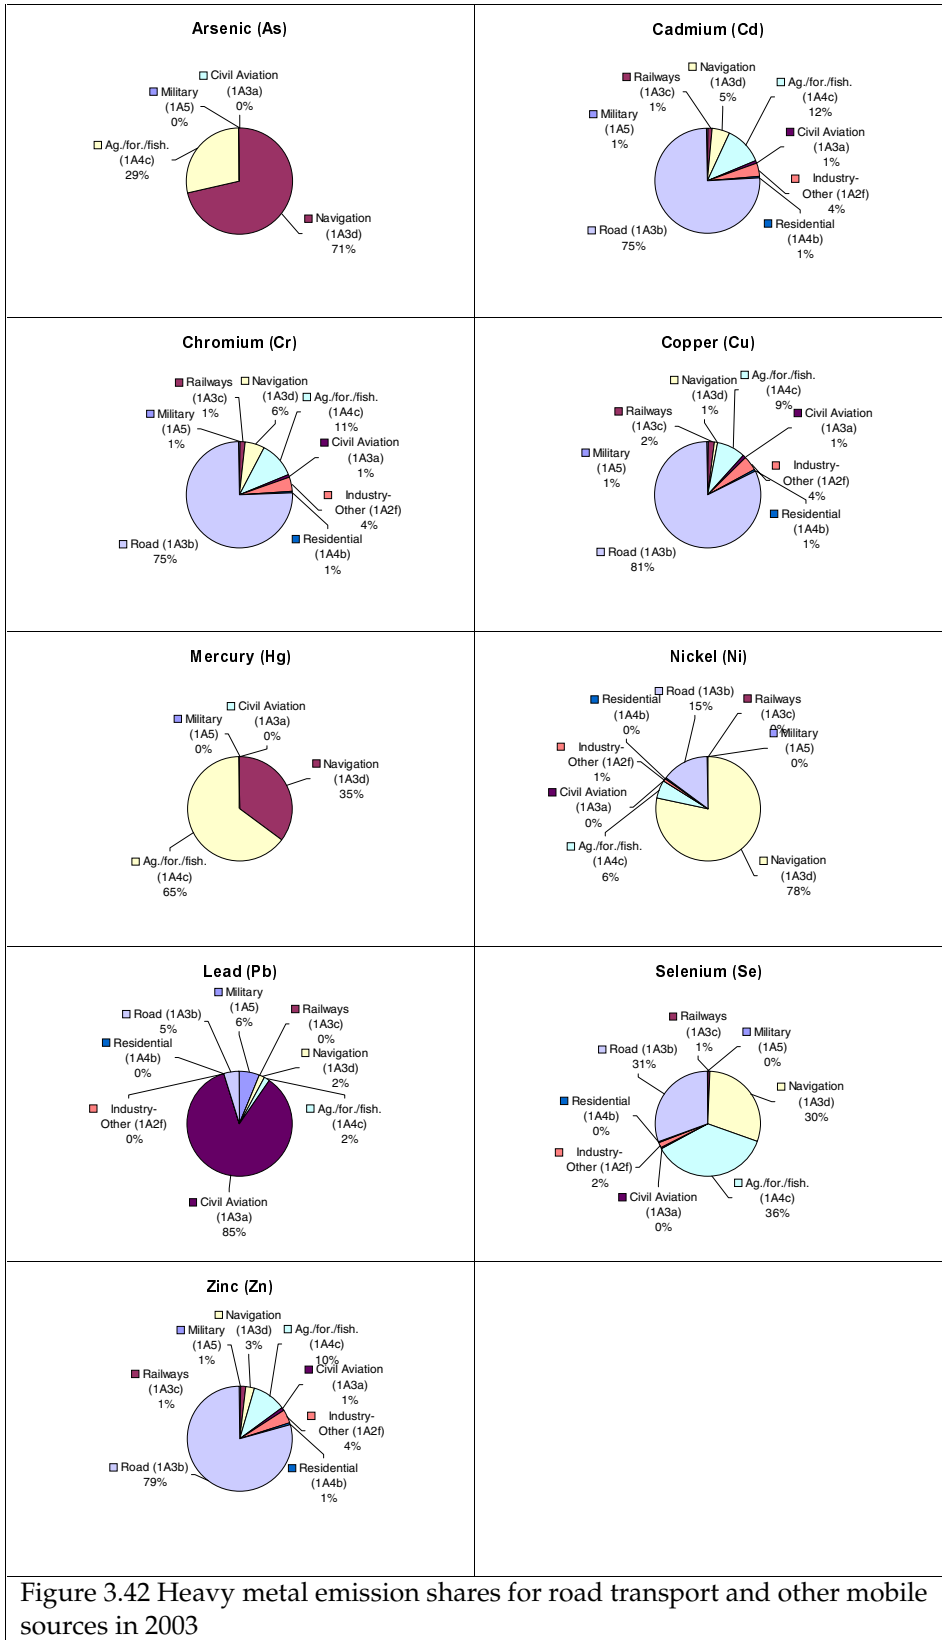 Arsenic (As)
Civil Aviation
(1A3a)
0%
Military
(1A5)
0%
Ag./for./fish.
(1A4c)
29%
Navigation
(1A3d)
71%
Cadmium (Cd)
Navigation
(1A3d)
5%
Railways
(1A3c)
1%
Ag./for./fish.
(1A4c)
12%
Military
(1A5)
1%
Civil Aviation
(1A3a)
1%
Industry-
Other (1A2f)
4%
Residential
(1A4b)
1%
Road (1A3b)
75%
Chromium (Cr)
Railways
(1A3c)
1%
Navigation
(1A3d)
6%
Ag./for./fish.
(1A4c)
11%
Military
(1A5)
1%
Civil Aviation
(1A3a)
1%
Industry-
Other (1A2f)
4%
Residential
(1A4b)
1%
Road (1A3b)
75%
Copper (Cu)
Navigation
(1A3d)
1%
Ag./for./fish.
(1A4c)
9%
Railways
(1A3c)
2%
Civil Aviation
(1A3a)
1%
Military
(1A5)
1%
Industry-
Other (1A2f)
4%
Residential
(1A4b)
1%
Road (1A3b)
81%
Mercury (Hg)
Civil Aviation
(1A3a)
0%
Military
(1A5)
0%
Navigation
(1A3d)
35%
Ag./for./fish.
(1A4c)
65%
Nickel (Ni)
Residential
(1A4b)
0%
Road (1A3b)
15%
Railways
(1A3c)
0%
Military
(1A5)
0%
Industry-
Other (1A2f)
1%
Civil Aviation
(1A3a)
0%
Ag./for./fish.
(1A4c)
6%
Navigation
(1A3d)
78%
Lead (Pb)
Military
(1A5)
6%
Road (1A3b)
5%
Railways
(1A3c)
0%
Residential
(1A4b)
0%
Navigation
(1A3d)
2%
Industry-
Other (1A2f)
0%
Ag./for./fish.
(1A4c)
2%
Civil Aviation
(1A3a)
85%
Selenium (Se)
Railways
(1A3c)
1%
Military
(1A5)
0%
Road (1A3b)
31%
Navigation
(1A3d)
30%
Residential
(1A4b)
0%
Industry-
Other (1A2f)
2%
Civil Aviation
(1A3a)
0%
Ag./for./fish.
(1A4c)
36%
Zinc (Zn)
Navigation
(1A3d)
3%
Military
(1A5)
1%
Ag./for./fish.
(1A4c)
10%
Railways
(1A3c)
1%
Civil Aviation
(1A3a)
1%
Industry-
Other (1A2f)
4%
Road (1A3b)
79%
Residential
(1A4b)
1%
Figure 3.42 Heavy metal emission shares for road transport and other mobile
sources in 2003